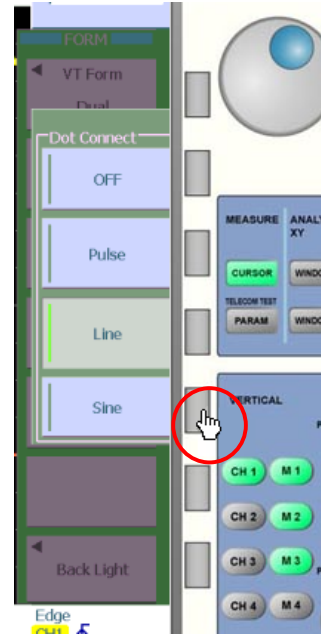 FORM
VT Form
Dual
Dot Connect
OFF
Pulse
Line
Sine
Back Light
Edge
CH1
MEASURE
XY
CURSOR
TELECOM TEST
PARAM
VERTICAL
CH 1 M 1
CH 2 M 2
CH 3 M 3
CH 4 M 4